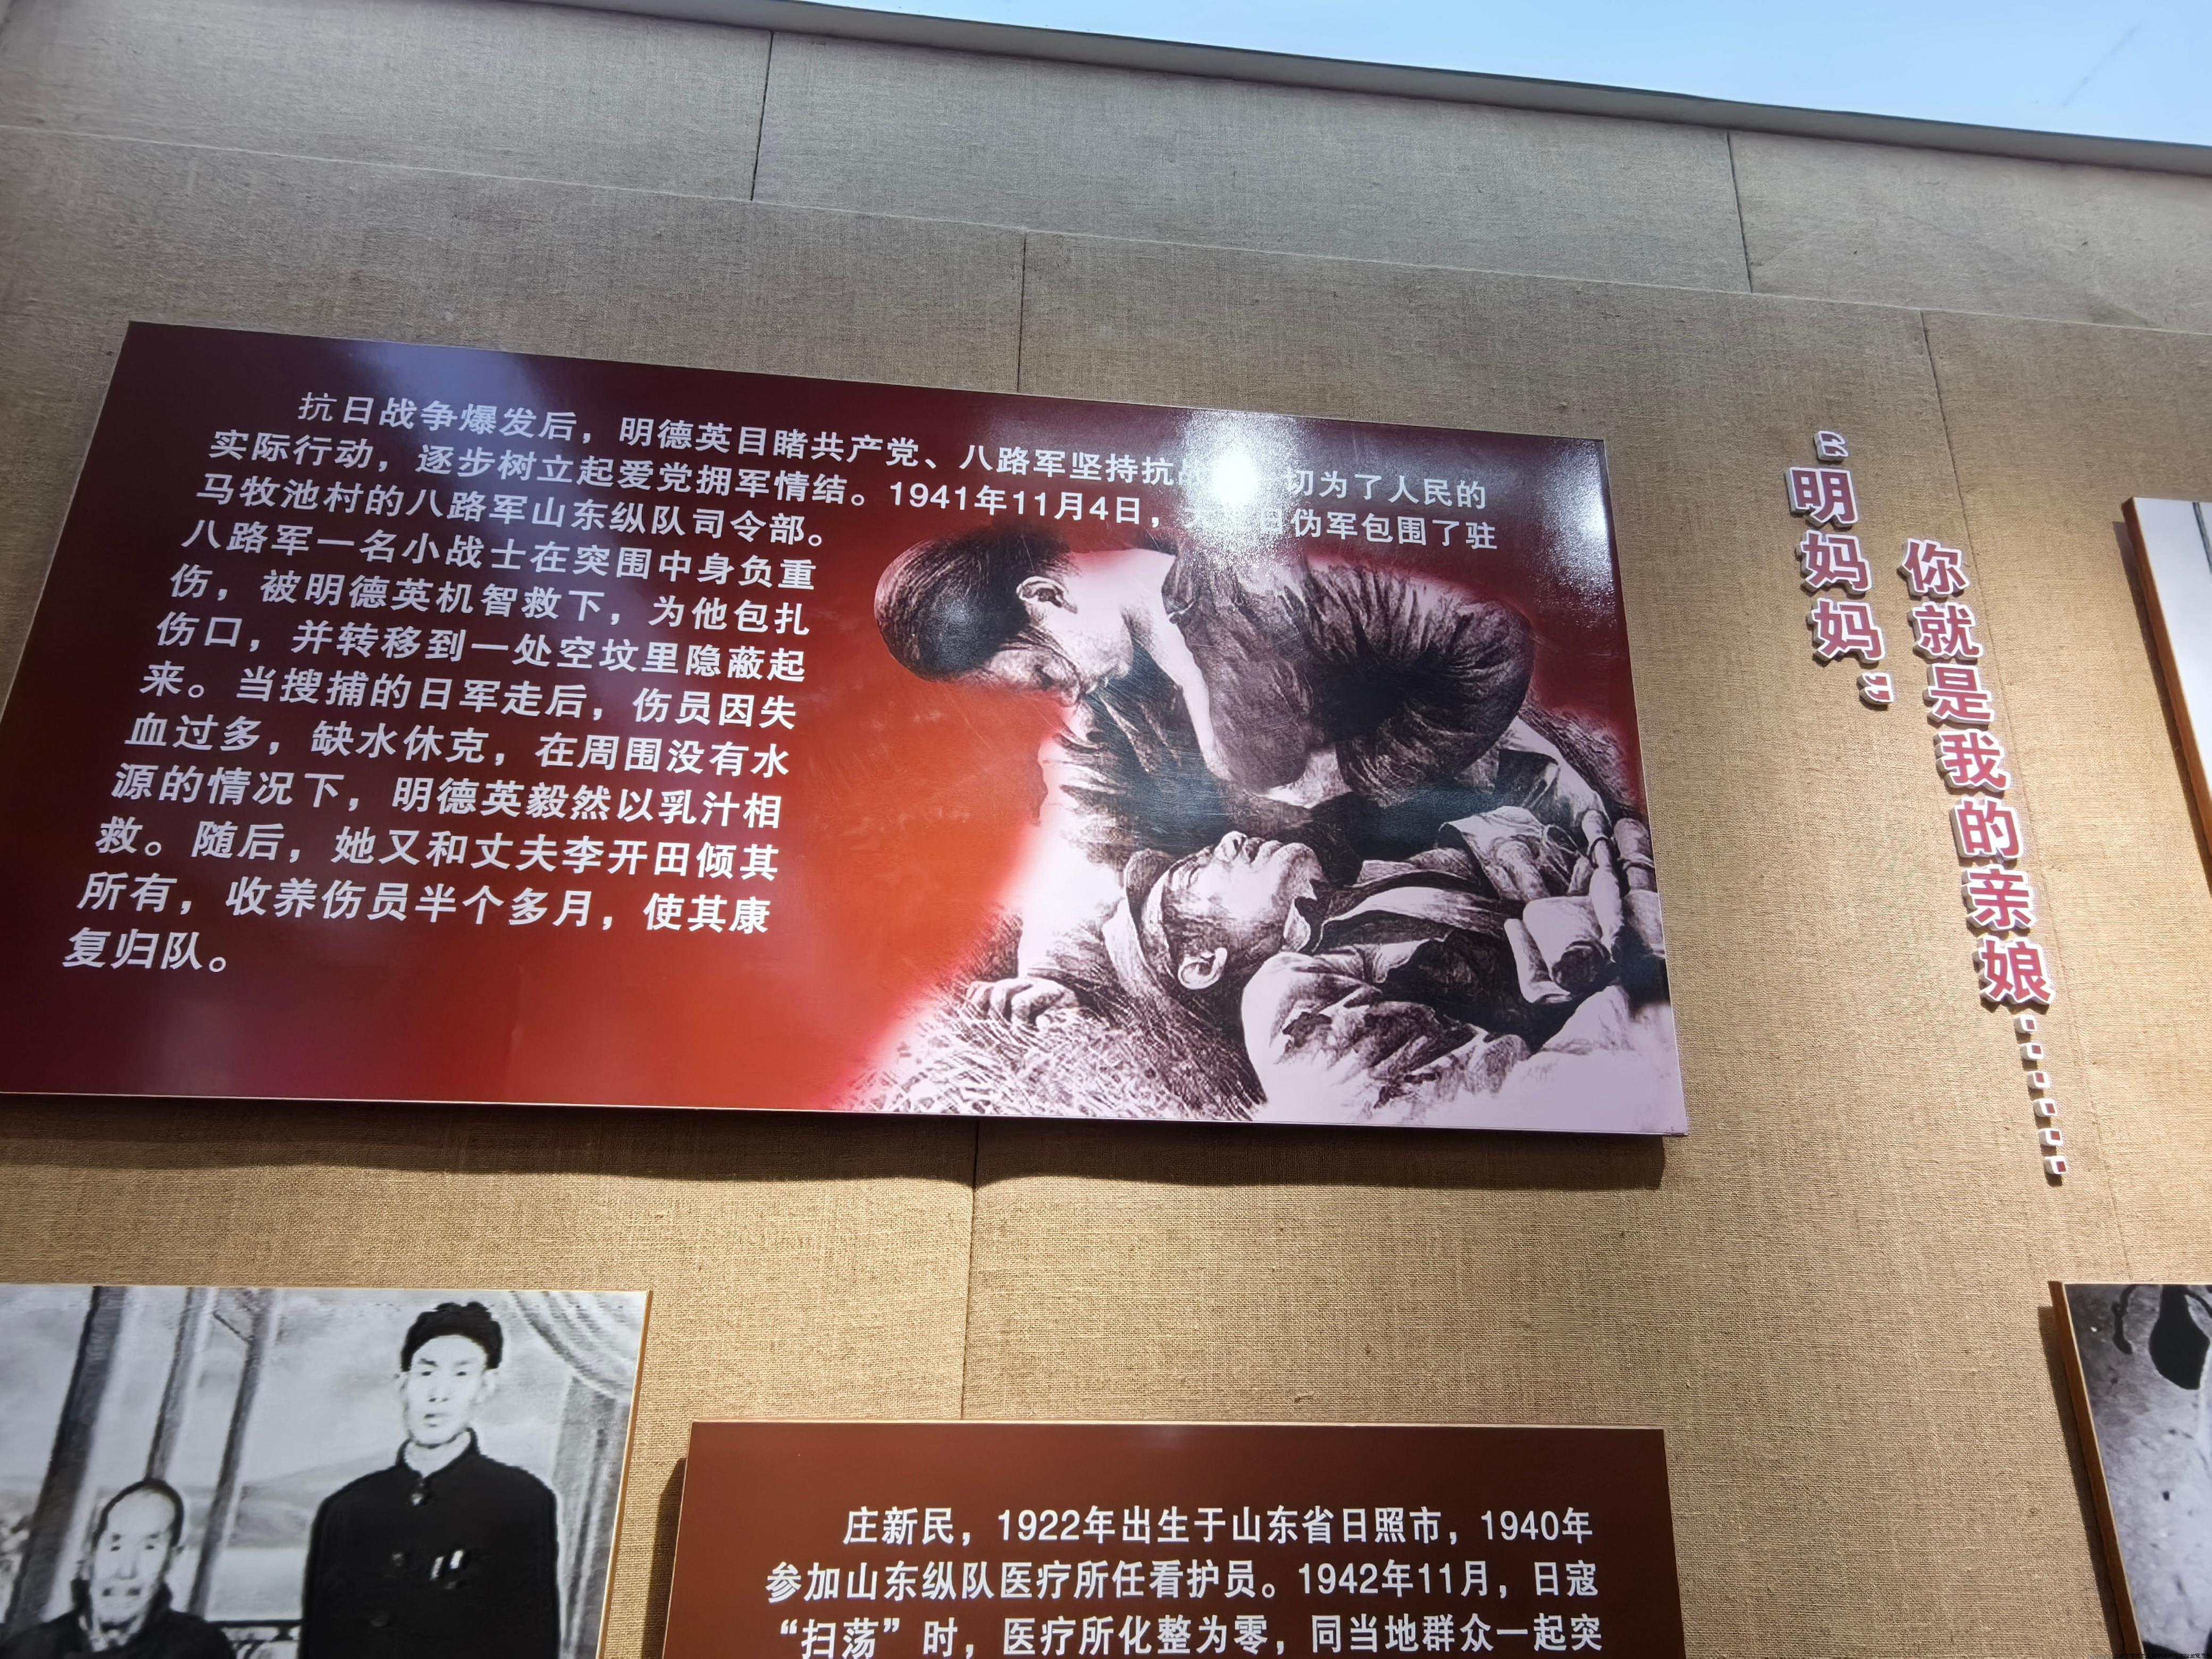 抗日战争爆发后，明德英目睹共产党、八路军坚持抗 切为了人民的
实际行动，逐步树立起爱党拥军情结。1941年11月4日， 伪军包围了驻
马牧池村的八路军山东纵队司令部。
八路军一名小战士在突围中身负重
伤，被明德英机智救下，为他包扎
伤口，并转移到一处空坟里隐蔽起
来。当搜捕的日军走后，伤员因失
血过多，缺水休克，在周围没有水
源的情况下，明德英毅然以乳汁相
救。随后，她又和丈夫李开田倾其
所有，收养伤员半个多月，使其康
复归队。
“明妈妈”
你就是我的亲娘……
庄新民，1922年出生于山东省日照市，1940年
参加山东纵队医疗所任看护员。1942年11月，日寇
“扫荡”时，医疗所化整为零，同当地群众一起突